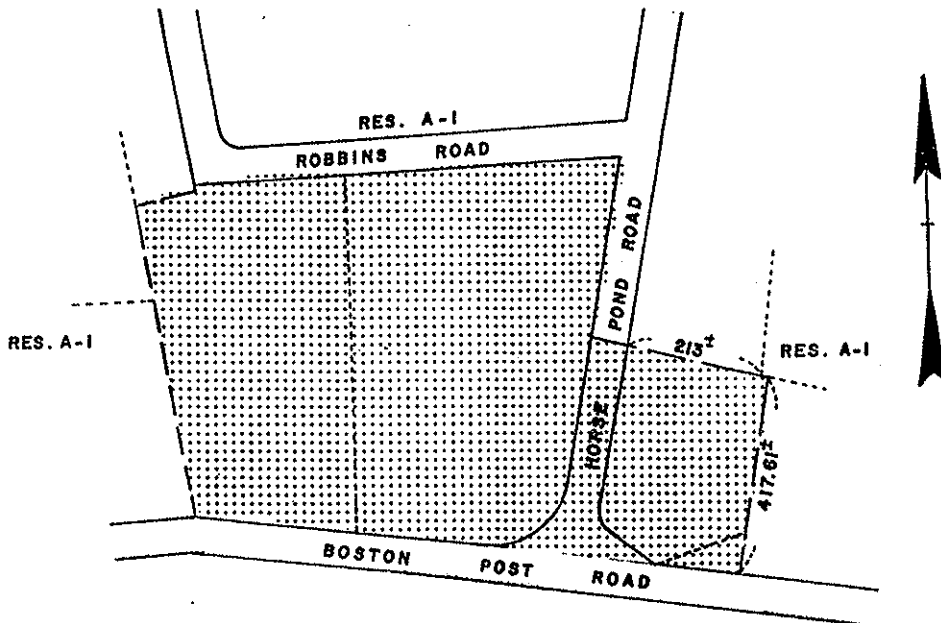 RES. A-1
ROBBINS ROAD
HORSE POND ROAD
213±
RES. A-1
RES. A-1
417.61±
BOSTON POST ROAD